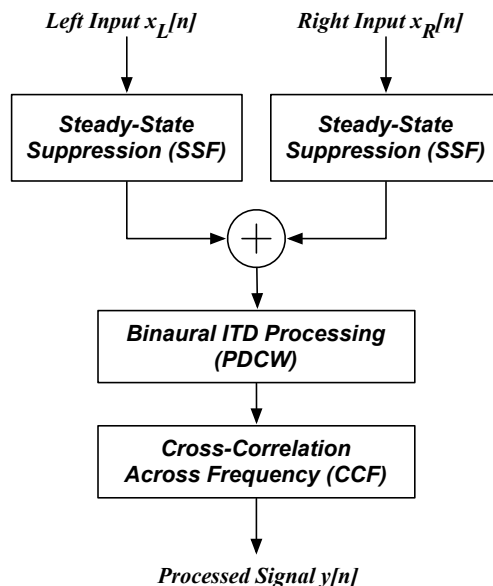 Left Input x_L[n] Right Input x_R[n]
Steady-State
Suppression (SSF)
Steady-State
Suppression (SSF)
+
Binaural ITD Processing
(PDCW)
Cross-Correlation
Across Frequency (CCF)
Processed Signal y[n]